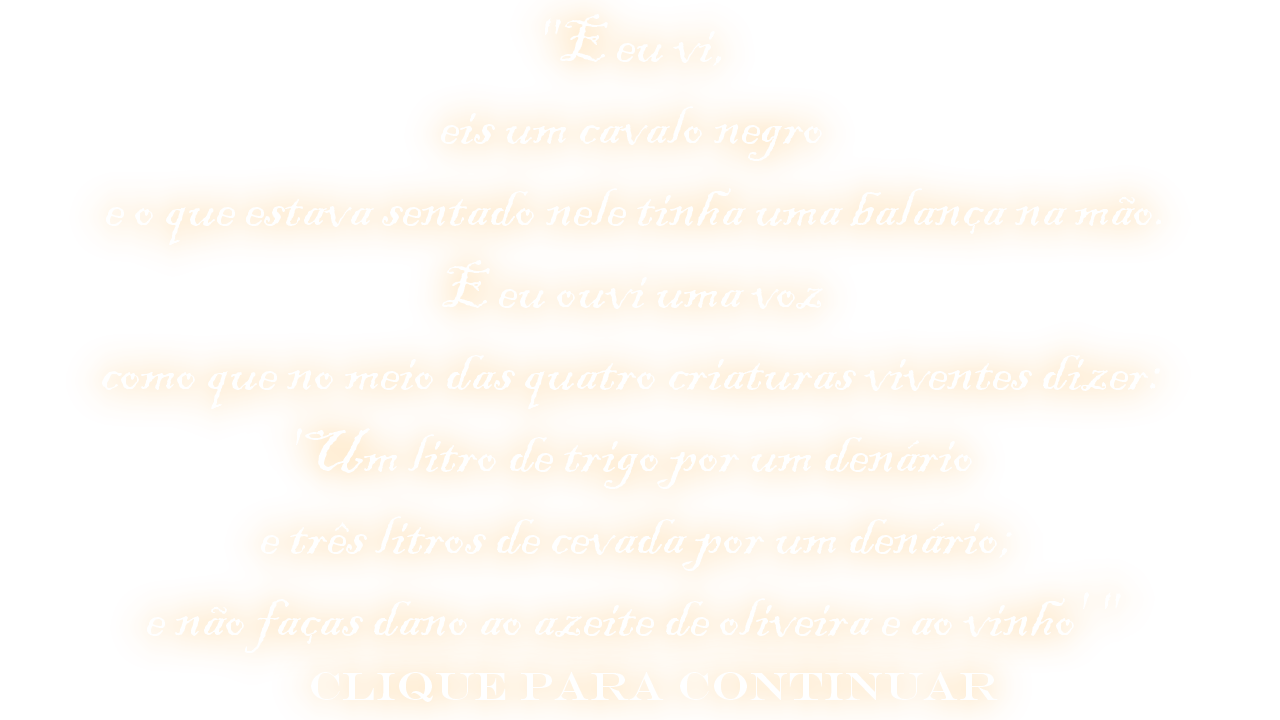 "E eu vi,
eis um cavalo negro
e o que estava sentado nele tinha uma balança na mão
E eu ouvi uma voz
como que no meio das quatro criaturas viventes dizer:
'Um litro de trigo por um denário
e três litros de cevada por um denário,
e não faças dano ao azeite de oliveira e ao vinho' "
CLIQUE PARA CONTINUAR